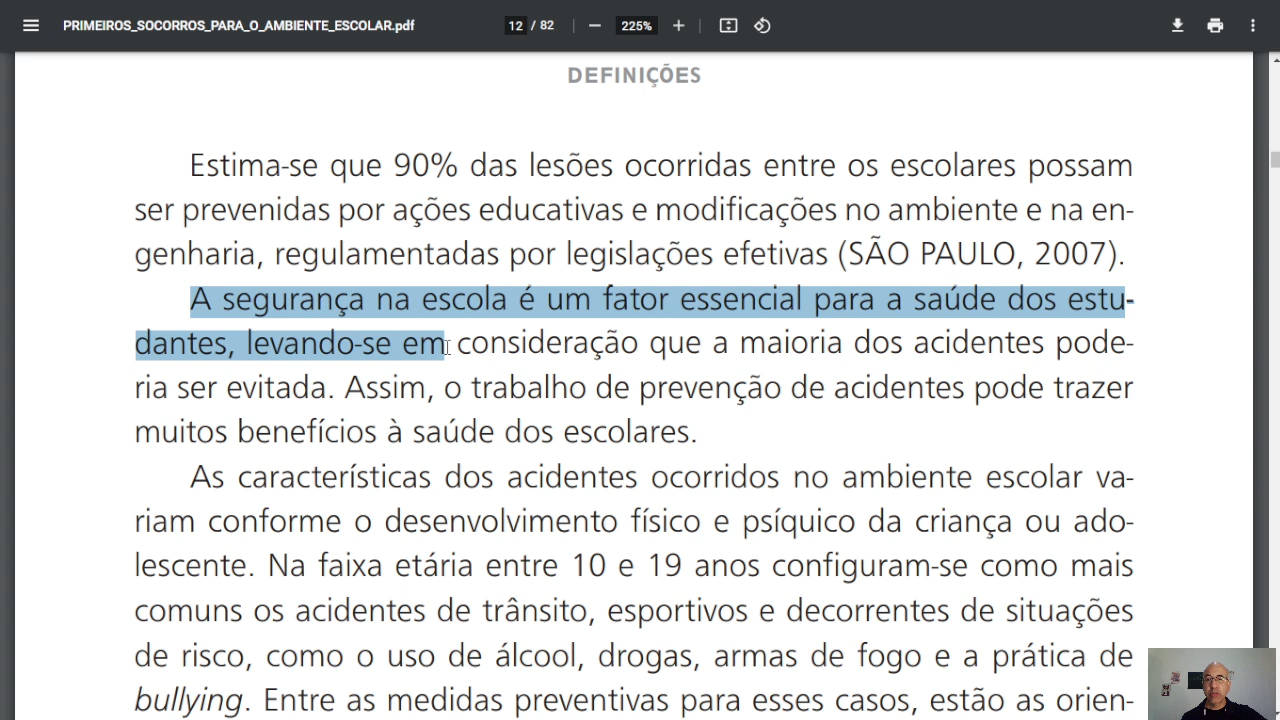 PRIMEIROS_SOCORROS_PARA_O_AMBIENTE_ESCOLAR.pdf
12 / 82
225%
DEFINIÇÕES
Estima-se que 90% das lesões ocorridas entre os escolares possam
ser prevenidas por ações educativas e modificações no ambiente e na en-
genharia, regulamentadas por legislações efetivas (SÃO PAULO, 2007).
A segurança na escola é um fator essencial para a saúde dos estu-
dantes, levando-se em consideração que a maioria dos acidentes pode-
ria ser evitada. Assim, o trabalho de prevenção de acidentes pode trazer
muitos benefícios à saúde dos escolares.
As características dos acidentes ocorridos no ambiente escolar va-
riam conforme o desenvolvimento físico e psíquico da criança ou ado-
lescente. Na faixa etária entre 10 e 19 anos configuram-se como mais
comuns os acidentes de trânsito, esportivos e decorrentes de situações
de risco, como o uso de álcool, drogas, armas de fogo e a prática de
bullying. Entre as medidas preventivas para esses casos, estão as orien-